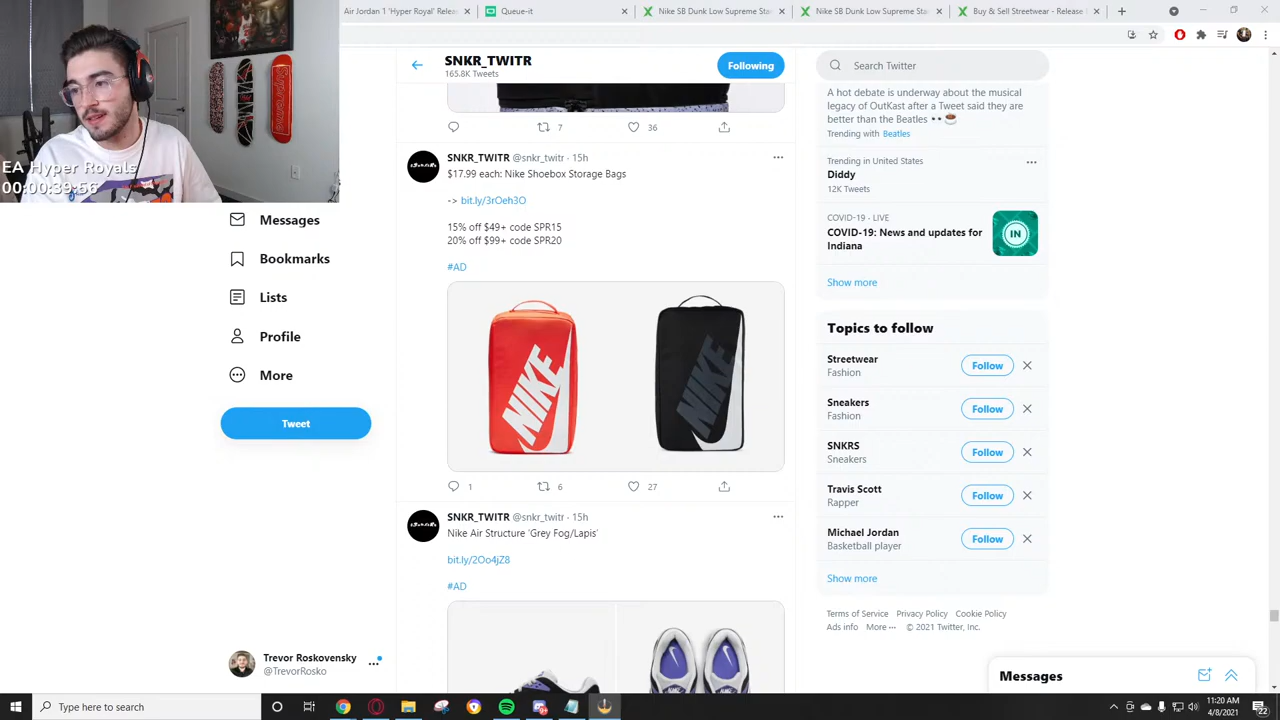 Air Jordan 1 'Hyper Royal' Releas
Queue-it
Nike SB Dunk Low Supreme Sta
Nike SB Dunk Low Supreme Sta
Buy & Sell Streetwear - Release
EA Hyper Royals
00:00:39:56
Messages
Bookmarks
Lists
Profile
More
Tweet
Trevor Roskovensky
@TrevorRosko
SNKR_TWITR
165.8K Tweets
Following
7
36
SNKR_TWITR @snkr_twitr · 15h
$17.99 each: Nike Shoebox Storage Bags
-> bit.ly/3rOeh3O
15% off $49+ code SPR15
20% off $99+ code SPR20
#AD
NIKE
NIKE
1
6
27
SNKR_TWITR @snkr_twitr · 15h
Nike Air Structure 'Grey Fog/Lapis'
bit.ly/2Oo4jZ8
#AD
Search Twitter
A hot debate is underway about the musical
legacy of OutKast after a Tweet said they are
better than the Beatles
Trending with Beatles
Trending in United States
Diddy
12K Tweets
COVID-19 · LIVE
COVID-19: News and updates for
Indiana
IN
Show more
Topics to follow
Streetwear
Fashion
Follow
Sneakers
Fashion
Follow
SNKRS
Sneakers
Follow
Travis Scott
Rapper
Follow
Michael Jordan
Basketball player
Follow
Show more
Terms of Service Privacy Policy Cookie Policy
Ads info More ··· © 2021 Twitter, Inc.
Messages
Type here to search
11:20 AM
4/8/2021
22